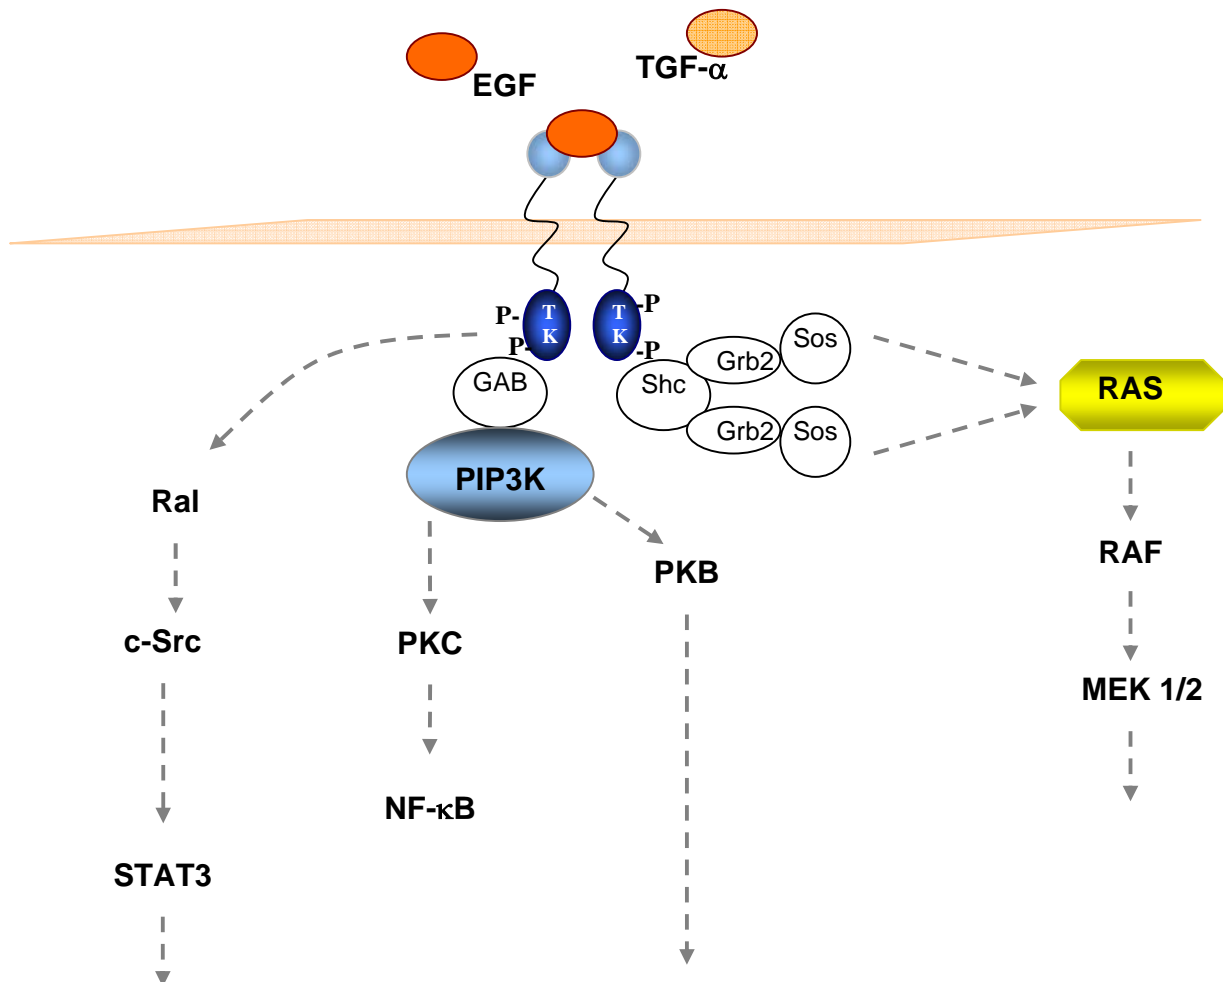 TGF-α
EGF
P-
T
K
T
K
-P
P-
-P
GAB
Shc
Grb2
Sos
Grb2
Sos
RAS
PIP3K
Ral
PKB
RAF
c-Src
PKC
MEK 1/2
NF-κB
STAT3